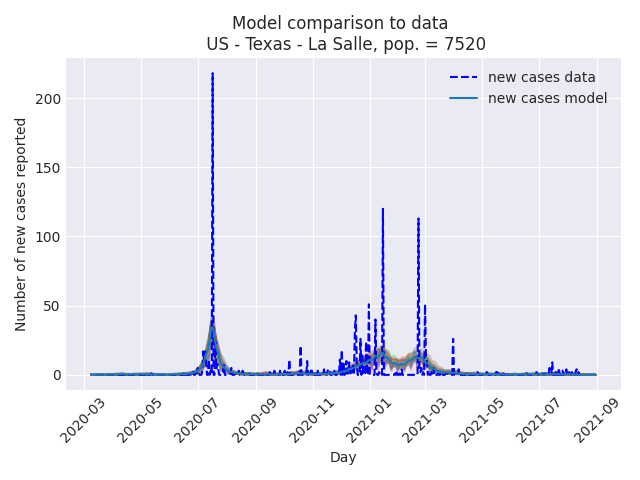 Model comparison to data
US - Texas - La Salle, pop. = 7520
new cases data
new cases model
Number of new cases reported
200
150
100
50
0
2020-03
2020-05
2020-07
2020-09
2020-11
2021-01
2021-03
2021-05
2021-07
2021-09
Day